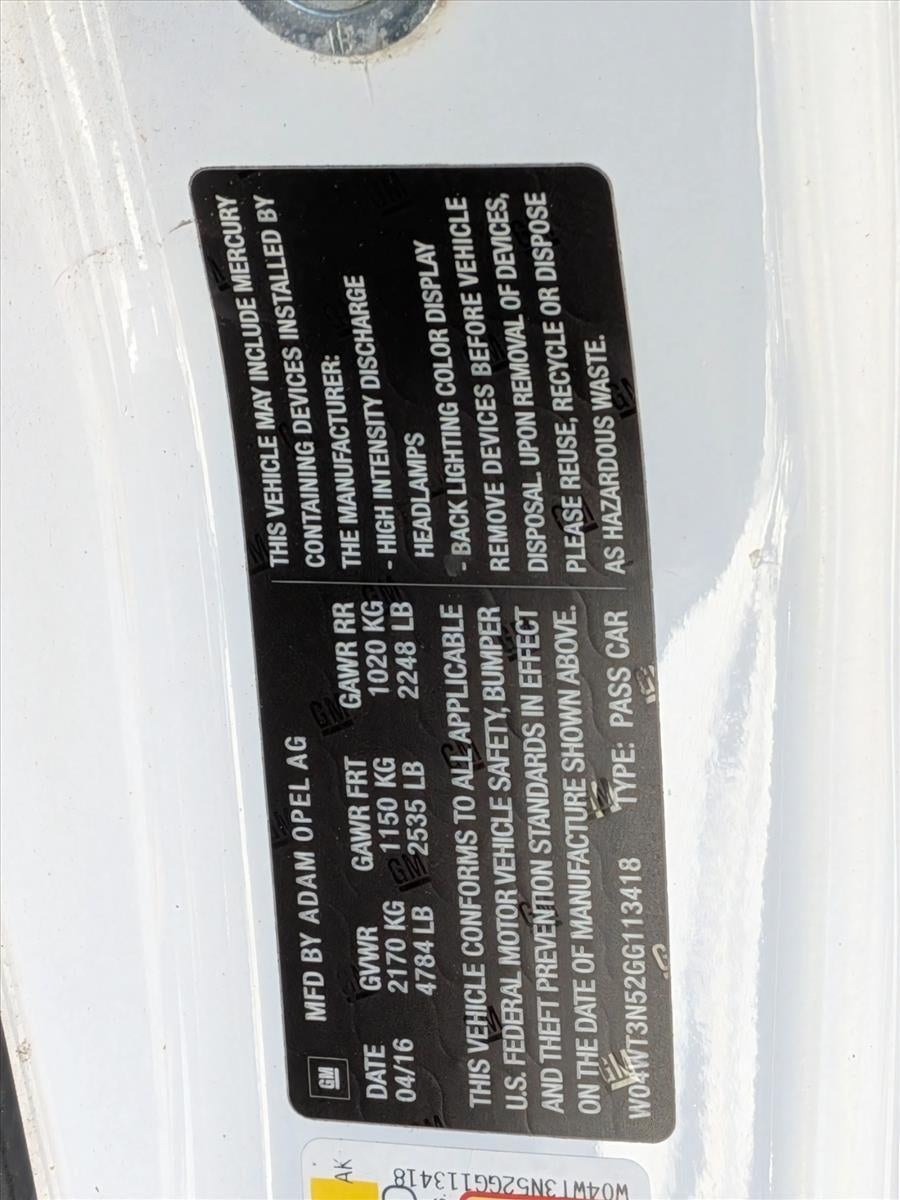 GM
MFD BY ADAM OPEL AG
DATE GVWR GAWR FRT GAWR RR
04/16 2170 KG 1150 KG 1020 KG
4784 LB 2535 LB 2248 LB
THIS VEHICLE CONFORMS TO ALL APPLICABLE
U.S. FEDERAL MOTOR VEHICLE SAFETY, BUMPER
AND THEFT PREVENTION STANDARDS IN EFFECT
ON THE DATE OF MANUFACTURE SHOWN ABOVE.
W04WT3N52GG113418 TYPE: PASS CAR
THIS VEHICLE MAY INCLUDE MERCURY
CONTAINING DEVICES INSTALLED BY
THE MANUFACTURER:
- HIGH INTENSITY DISCHARGE
HEADLAMPS
- BACK LIGHTING COLOR DISPLAY
REMOVE DEVICES BEFORE VEHICLE
DISPOSAL. UPON REMOVAL OF DEVICES,
PLEASE REUSE, RECYCLE OR DISPOSE
AS HAZARDOUS WASTE.
AK
W04WT3N52GG113418